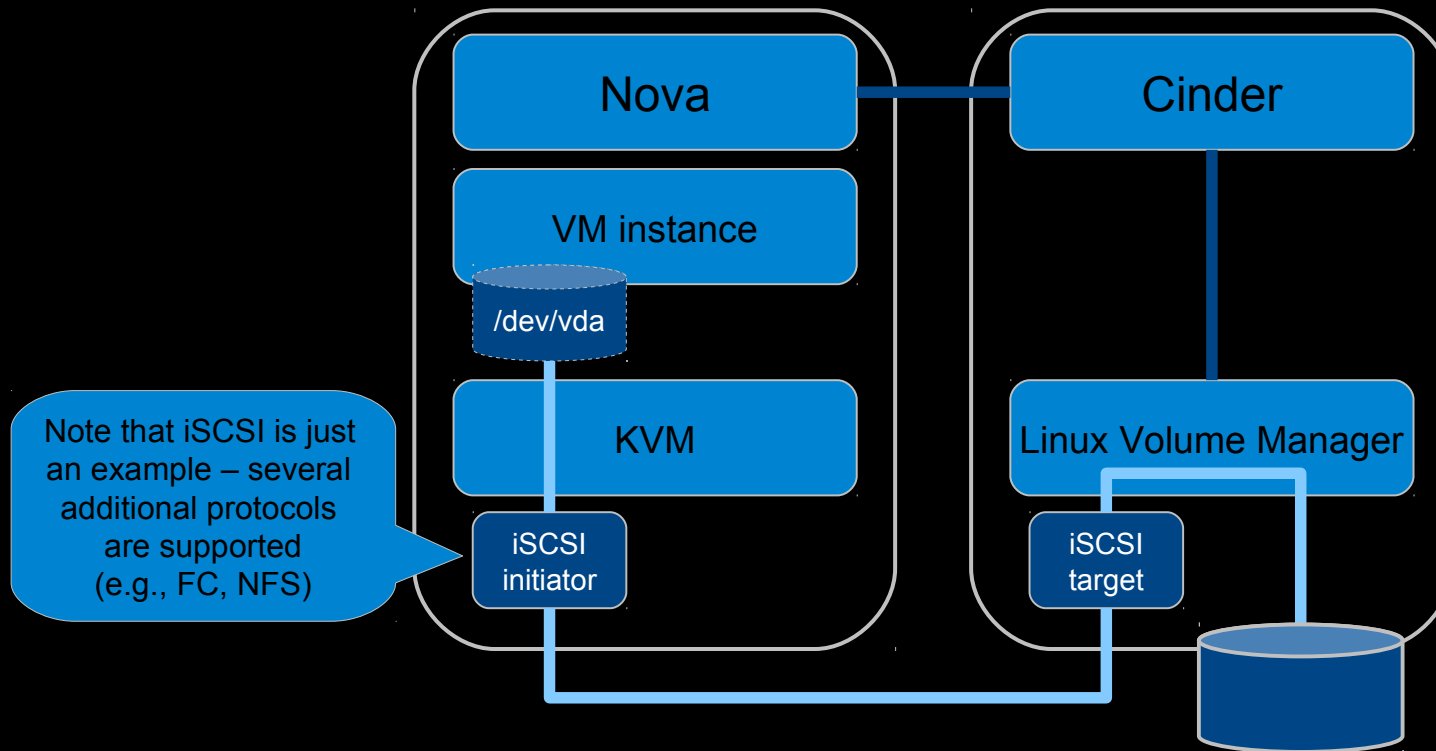 Nova
Cinder
VM instance
/dev/vda
Note that iSCSI is just
an example – several
additional protocols
are supported
(e.g., FC, NFS)
KVM
Linux Volume Manager
iSCSI
initiator
iSCSI
target